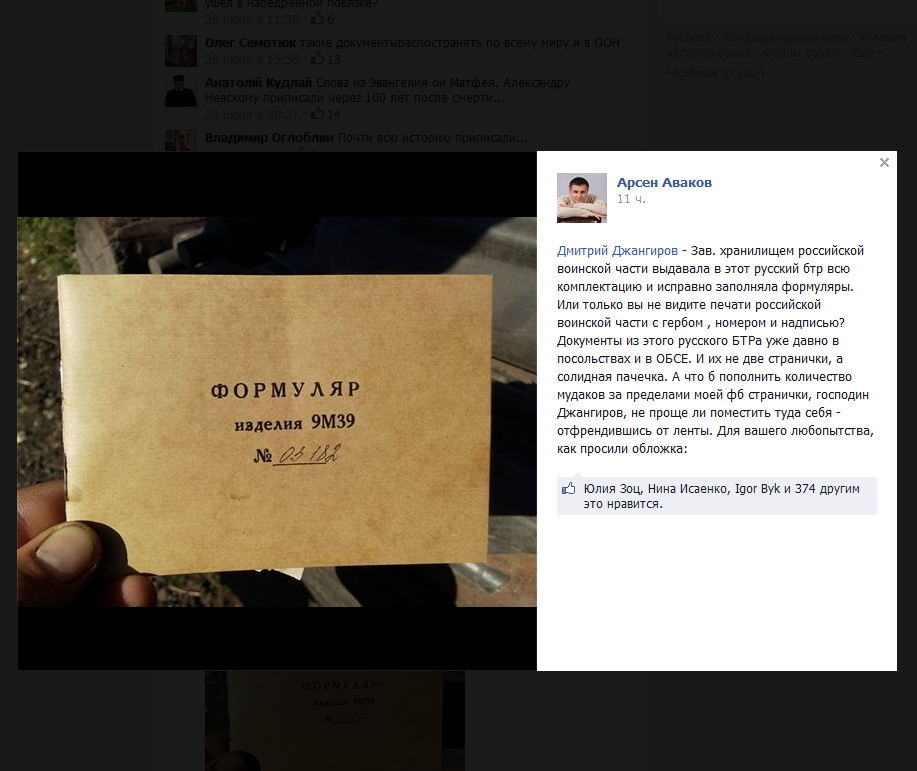 ушел в набедренной повязке?
20 июня в 11:36 · 6
Олег Семотюк такие документыраспостранять по всему миру и в ООН
20 июня в 15:56 · 13
Анатолій Кудлай Слова из Эвангелия ои Матфея, Александру
Невскому приписали через 100 лет после смерти...
20 июня в 20:27 · 14
Владимир Оглоблин Почти всю историю приписали...
Русский · Конфиденциальность · Условия
использования · Файлы cookie · Ещё
Facebook © 2014
ФОРМУЛЯР
изделия 9М39
№ 03182
Арсен Аваков
11 ч.
Дмитрий Джангиров - Зав. хранилищем российской
воинской части выдавала в этот русский бтр всю
комплектацию и исправно заполняла формуляры.
Или только вы не видите печати российской
воинской части с гербом , номером и надписью?
Документы из этого русского БТРа уже давно в
посольствах и в ОБСЕ. И их не две странички, а
солидная пачечка. А что б пополнить количество
мудаков за пределами моей фб странички, господин
Джангиров, не проще ли поместить туда себя -
отфрендившись от ленты. Для вашего любопытства,
как просили обложка:
Юлия Зоц, Нина Исаенко, Igor Byk и 374 другим
это нравится.
ФОРМУЛЯР
изделия 9М39
№ 03182